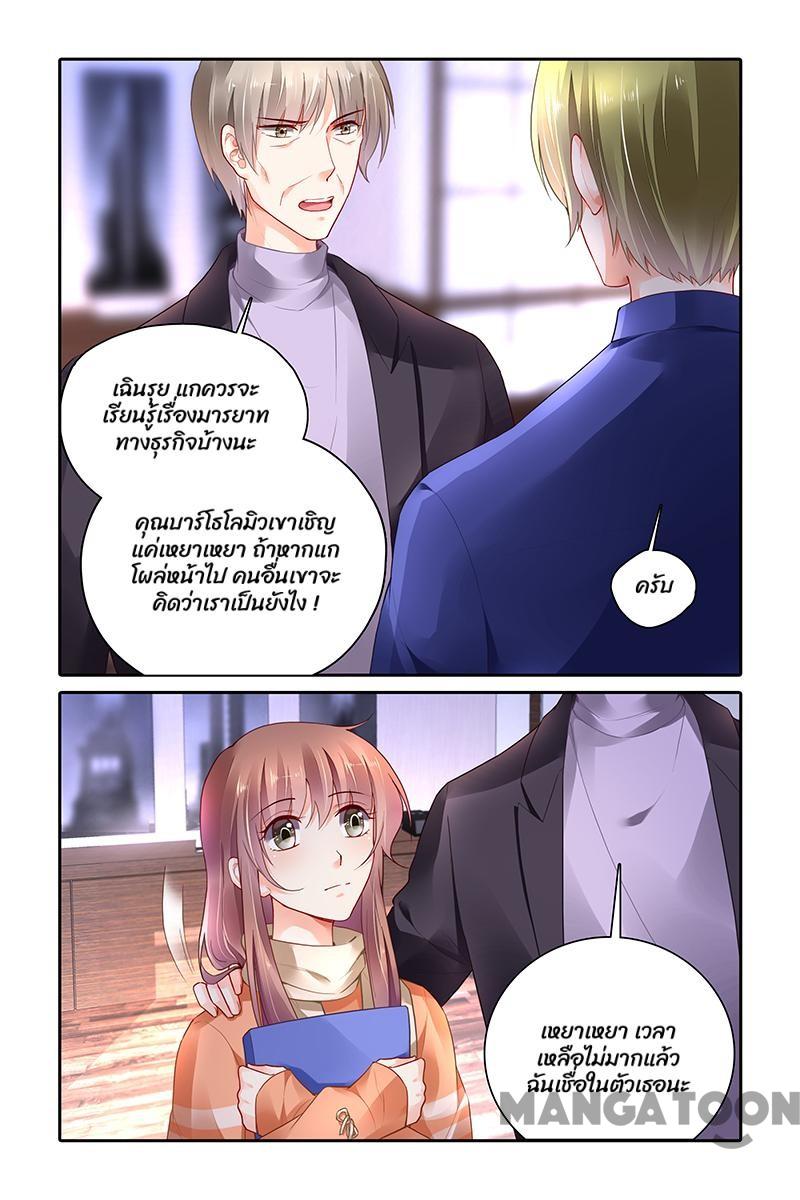 เฉินรุย แกควรจะ
เรียนรู้เรื่องมารยาท
ทางธุรกิจบ้างนะ
คุณบาร์โธโลมิวเขาเชิญ
แค่เหยาเหยา ถ้าหากแก
โผล่หน้าไป คนอื่นเขาจะ
คิดว่าเราเป็นยังไง !
ครับ
เหยาเหยา เวลา
เหลือไม่มากแล้ว
ฉันเชื่อในตัวเธอนะ
MANGATOON